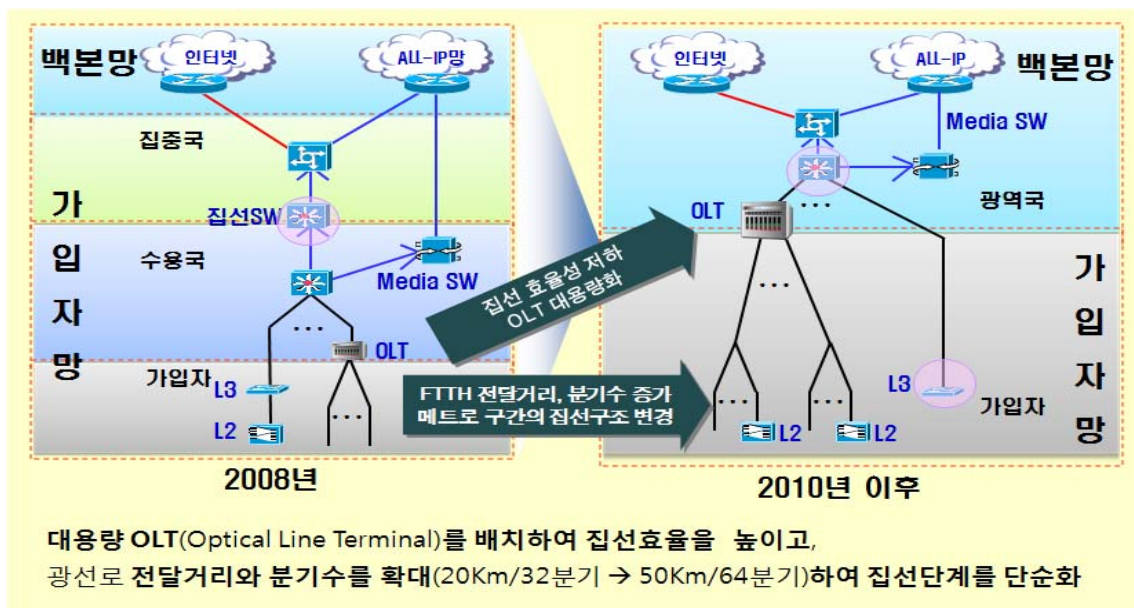 백본망
인터넷
ALL-IP망
집중국
가
입
자
망
집선SW
수용국
Media SW
...
OLT
가입자
L3
L2
...
2008년
집선 효율성 저하
OLT 대용량화
FTTH 전달거리, 분기수 증가
메트로 구간의 집선구조 변경
인터넷
ALL-IP
백본망
Media SW
...
OLT
광역국
가
입
자
망
...
L3
가입자
...
...
L2
L2
2010년 이후
대용량 OLT(Optical Line Terminal)를 배치하여 집선효율을 높이고,
광선로 전달거리와 분기수를 확대(20Km/32분기 → 50Km/64분기)하여 집선단계를 단순화